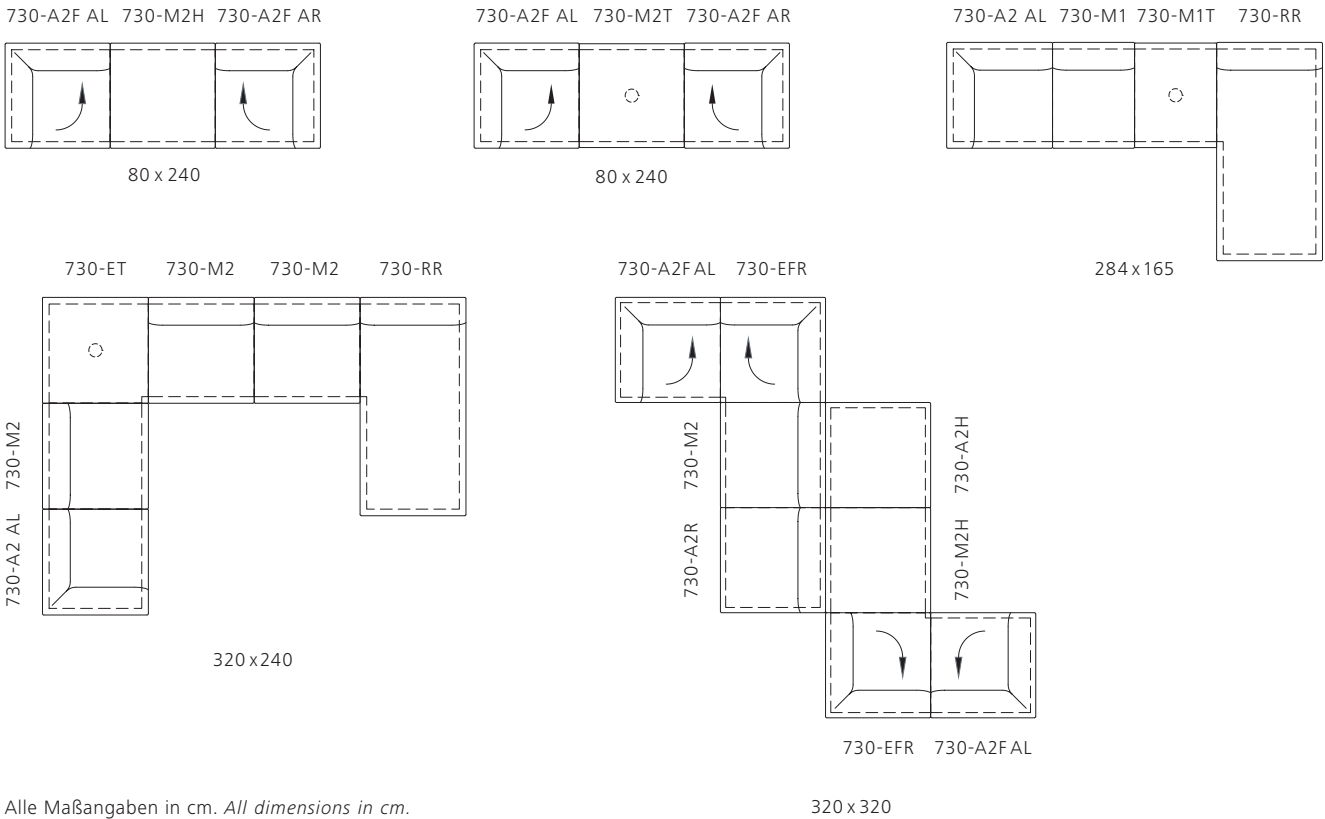 730-A2F AL 730-M2H 730-A2F AR
80 x 240
730-A2F AL 730-M2T 730-A2F AR
80 x 240
730-A2 AL 730-M1 730-M1T 730-RR
284 x 165
730-ET 730-M2 730-M2 730-RR
730-M2
730-A2 AL
320 x 240
730-A2F AL 730-EFR
730-M2
730-A2R
730-A2H
730-M2H
730-EFR 730-A2F AL
320 x 320
Alle Maßangaben in cm. All dimensions in cm.